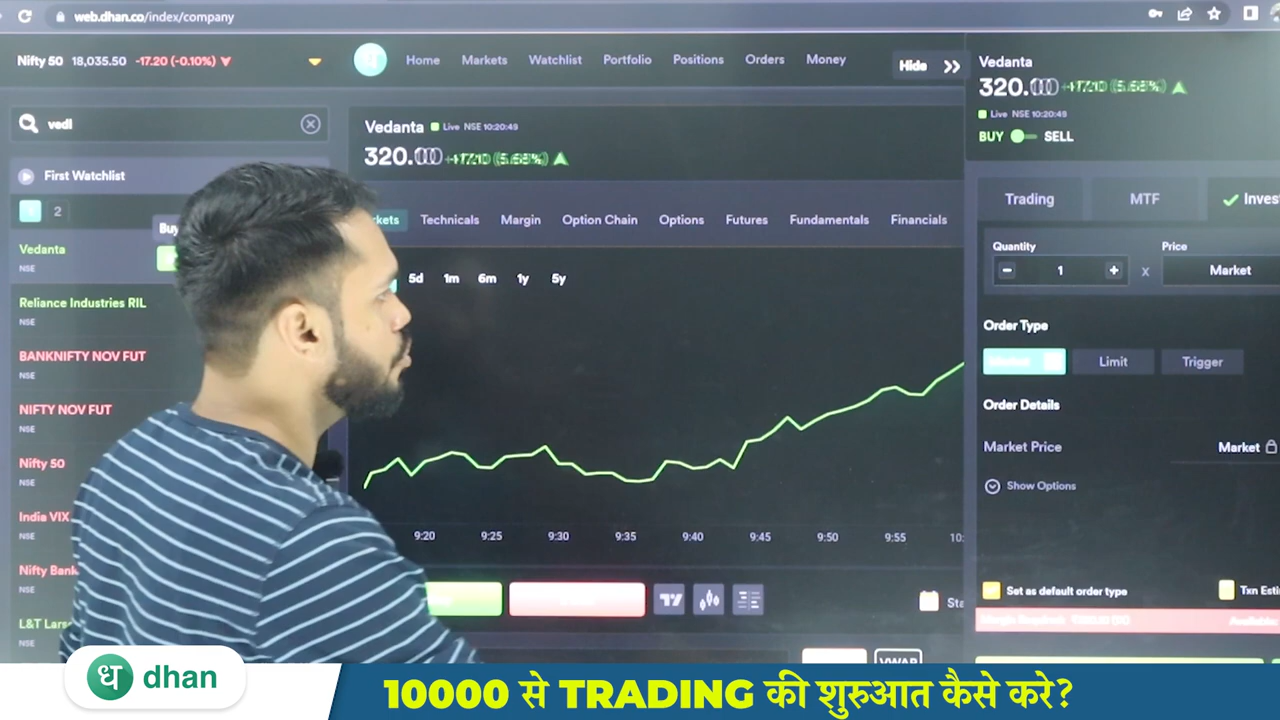 web.dhan.co/index/company
Nifty 50 18,035.50 -17.20 (-0.10%)
ध
Home Markets Watchlist Portfolio Positions Orders Money
Hide
vedl
First Watchlist
2
Buy
Vedanta
NSE
Reliance Industries RIL
NSE
BANKNIFTY NOV FUT
NSE
NIFTY NOV FUT
NSE
Nifty 50
NSE
India VIX
NSE
Nifty Bank
NSE
L&T
NSE
Vedanta Live NSE 10:20:49
320.
Technicals Margin Option Chain Options Futures Fundamentals Financials
5d 1m 6m 1y 5y
9:20 9:25 9:30 9:35 9:40 9:45 9:50 9:55 10:
VWAP
Vedanta
320.
Live NSE 10:20:49
BUY SELL
Trading MTF
Quantity Price
- 1 + x Market
Order Type
Limit Trigger
Order Details
Market Price Market
Show Options
Set as default order type Txn
ध dhan
10000 से TRADING की शुरुआत कैसे करे?